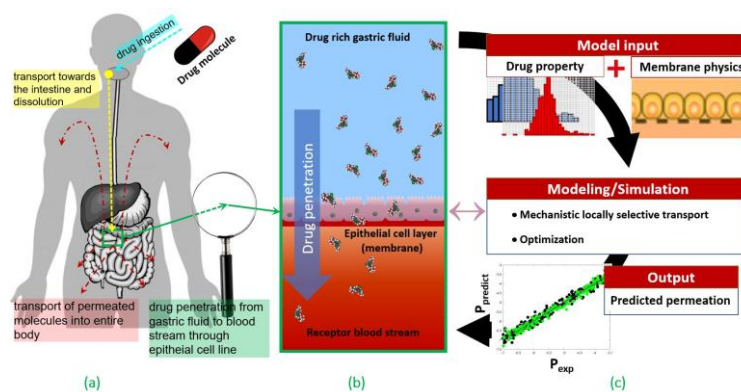 drug ingestion
Drug molecule
transport towards
the intestine and
dissolution
transport of permeated
molecules into entire
body
drug penetration from
gastric fluid to blood
stream through
epitheial cell line
(a)
Drug rich gastric fluid
Drug penetration
Epithelial cell layer
(membrane)
Receptor blood stream
(b)
Model input
Drug property
+
Membrane physics
Modeling/Simulation
• Mechanistic locally selective transport
• Optimization
Output
Predicted permeation
P predict
P exp
(c)